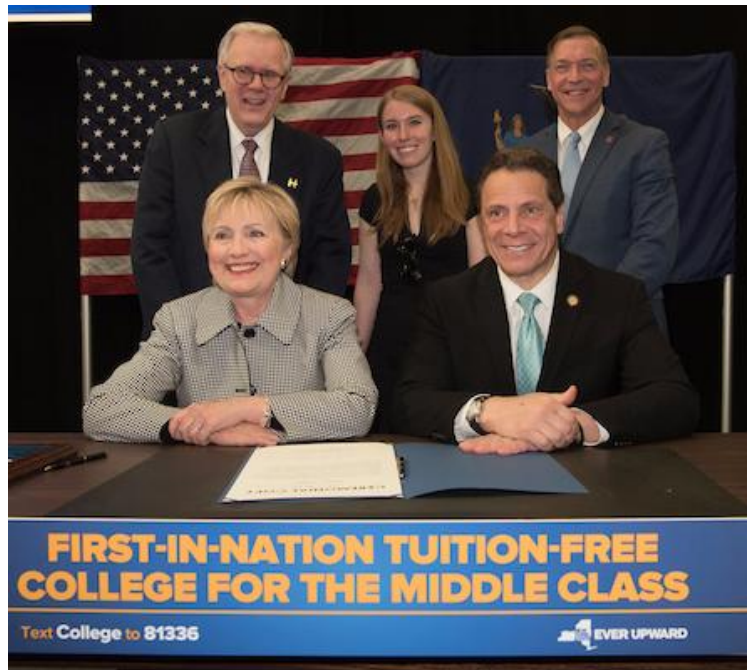 FIRST-IN-NATION TUITION-FREE
COLLEGE FOR THE MIDDLE CLASS
Text College to 81336
EVER UPWARD